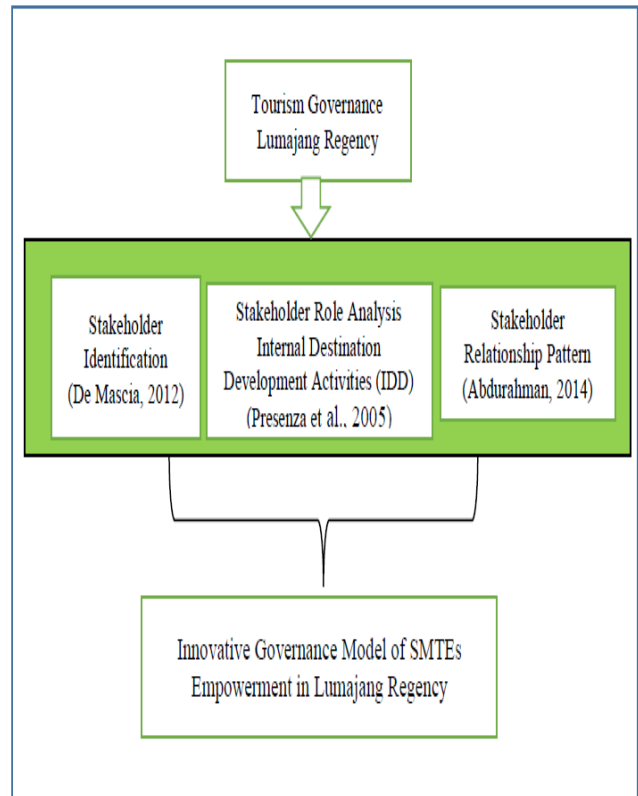 Tourism Governance
Lumajang Regency
Stakeholder
Identification
(De Mascia, 2012)
Stakeholder Role Analysis
Internal Destination
Development Activities (IDD)
(Presenza et al., 2005)
Stakeholder
Relationship Pattern
(Abdurahman, 2014)
Innovative Governance Model of SMTEs
Empowerment in Lumajang Regency